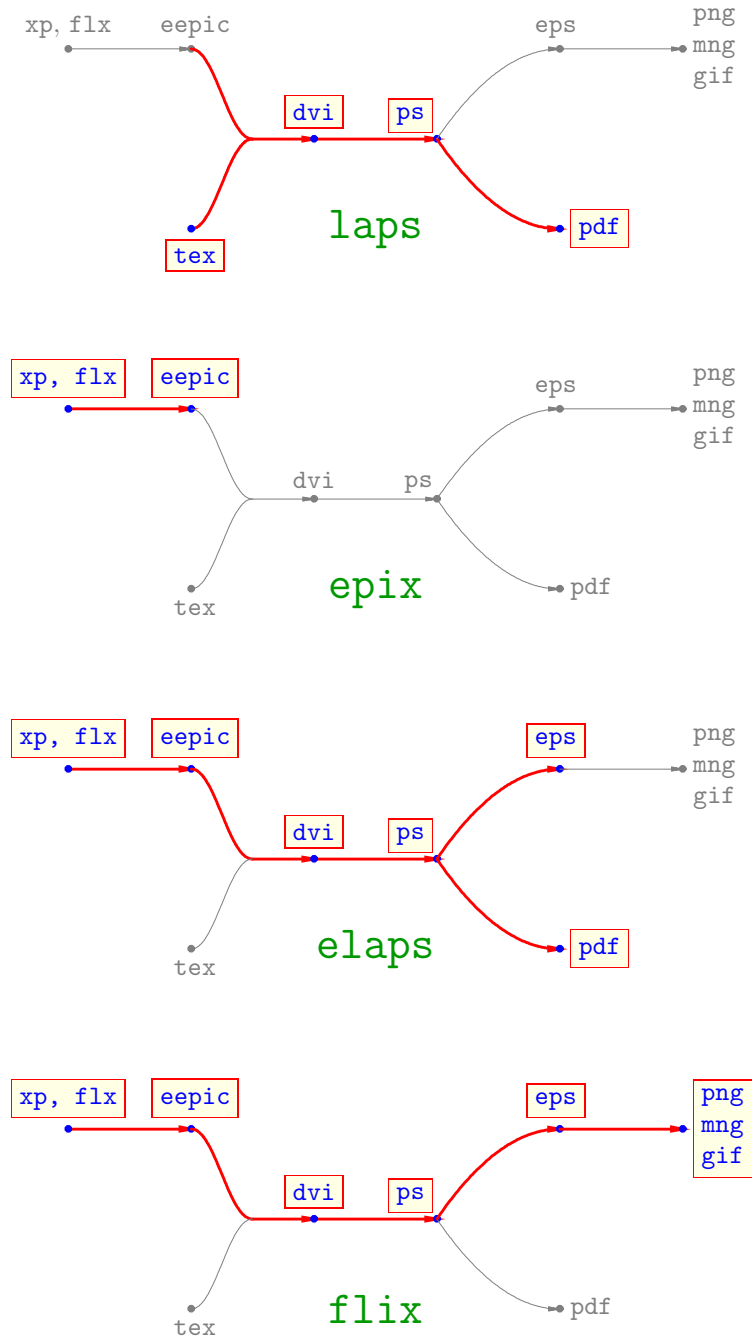 xp, flx eepic eps png
mng
gif
dvi ps
laps pdf
tex
xp, flx eepic eps png
mng
gif
dvi ps
epix pdf
tex
xp, flx eepic eps png
mng
gif
dvi ps
elaps pdf
tex
xp, flx eepic eps png
mng
gif
dvi ps
flix pdf
tex